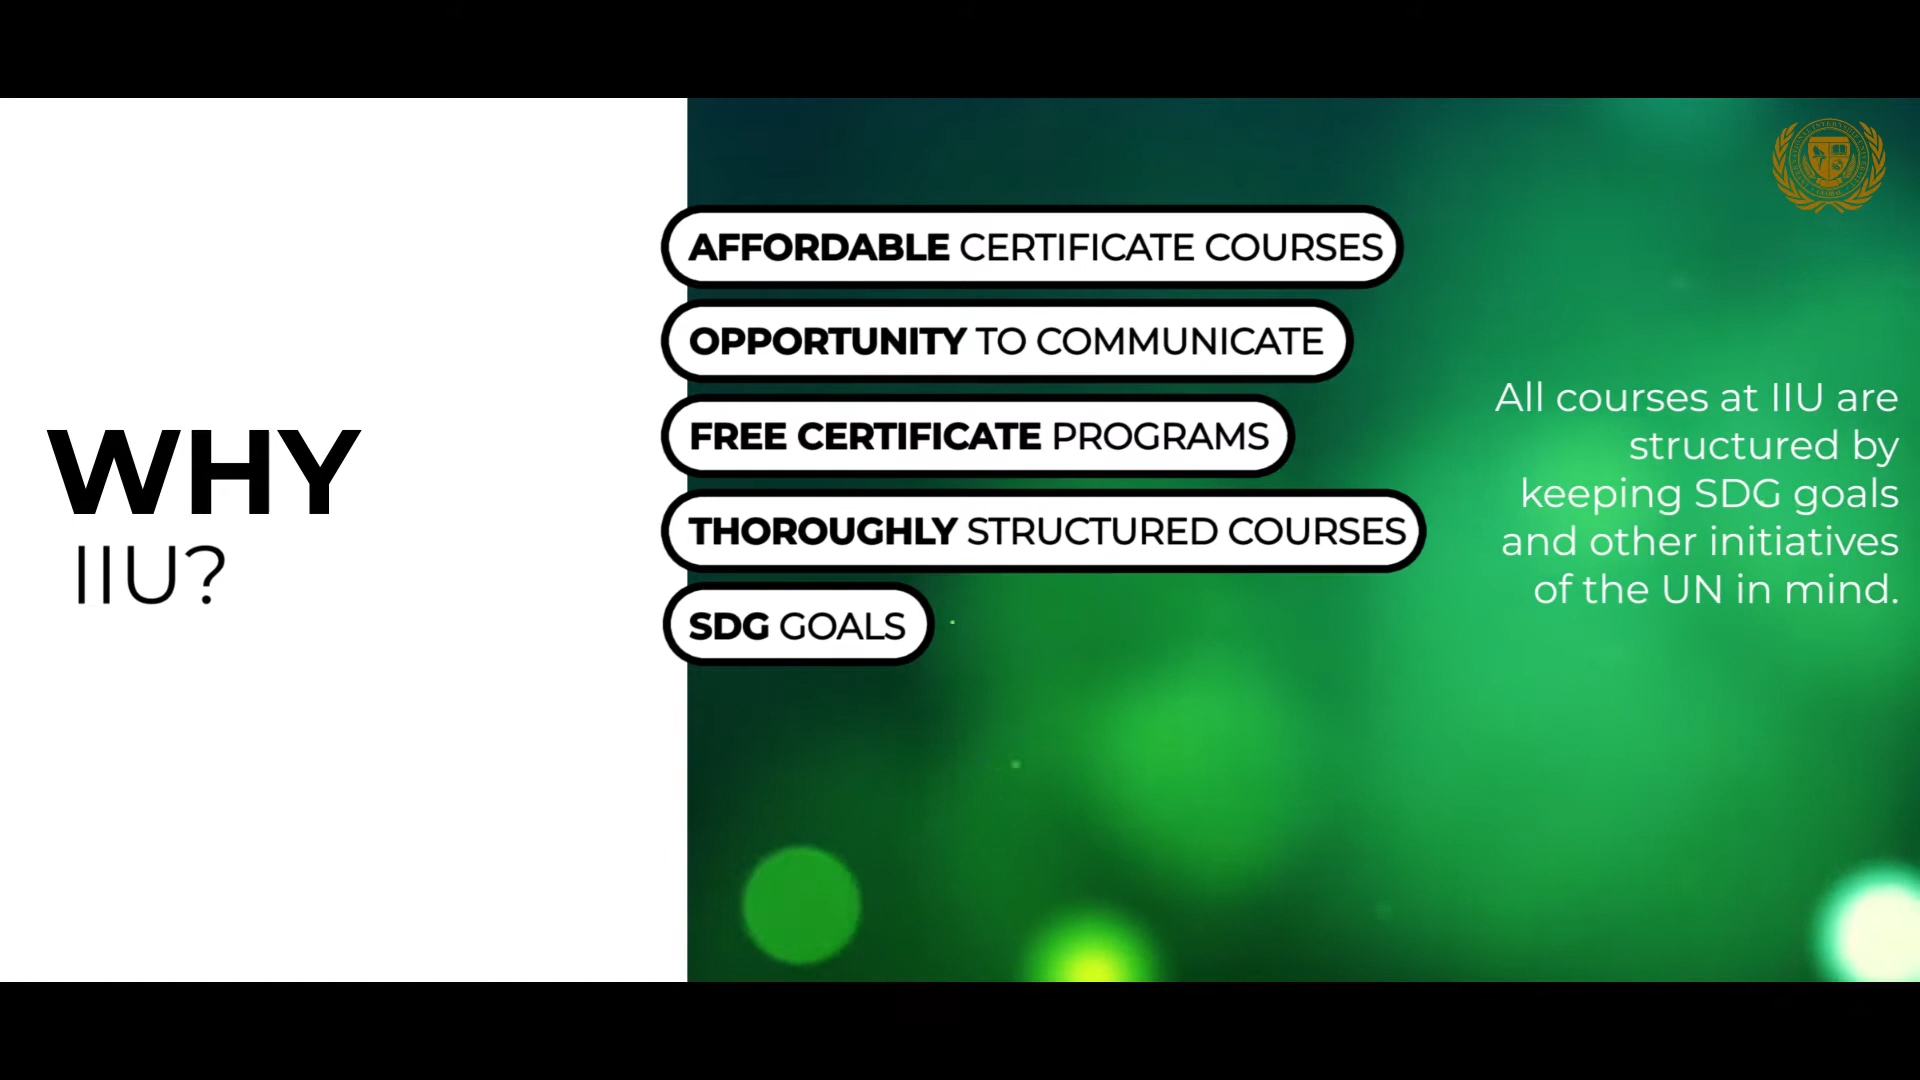 WHY
IIU?
AFFORDABLE CERTIFICATE COURSES
OPPORTUNITY TO COMMUNICATE
FREE CERTIFICATE PROGRAMS
THOROUGHLY STRUCTURED COURSES
SDG GOALS
All courses at IIU are
structured by
keeping SDG goals
and other initiatives
of the UN in mind.